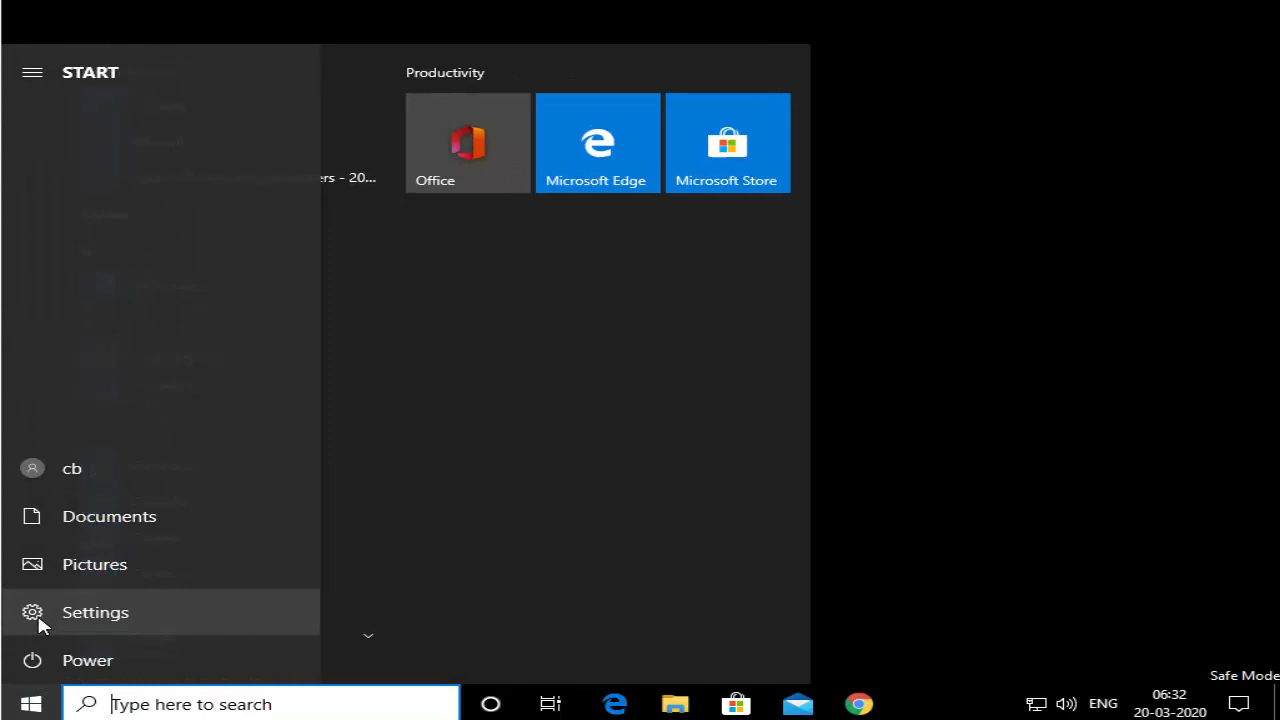 START
Productivity
Office
Microsoft Edge
Microsoft Store
ers - 20...
cb
Documents
Pictures
Settings
Power
Type here to search
ENG
06:32
20-03-2020
Safe Mode